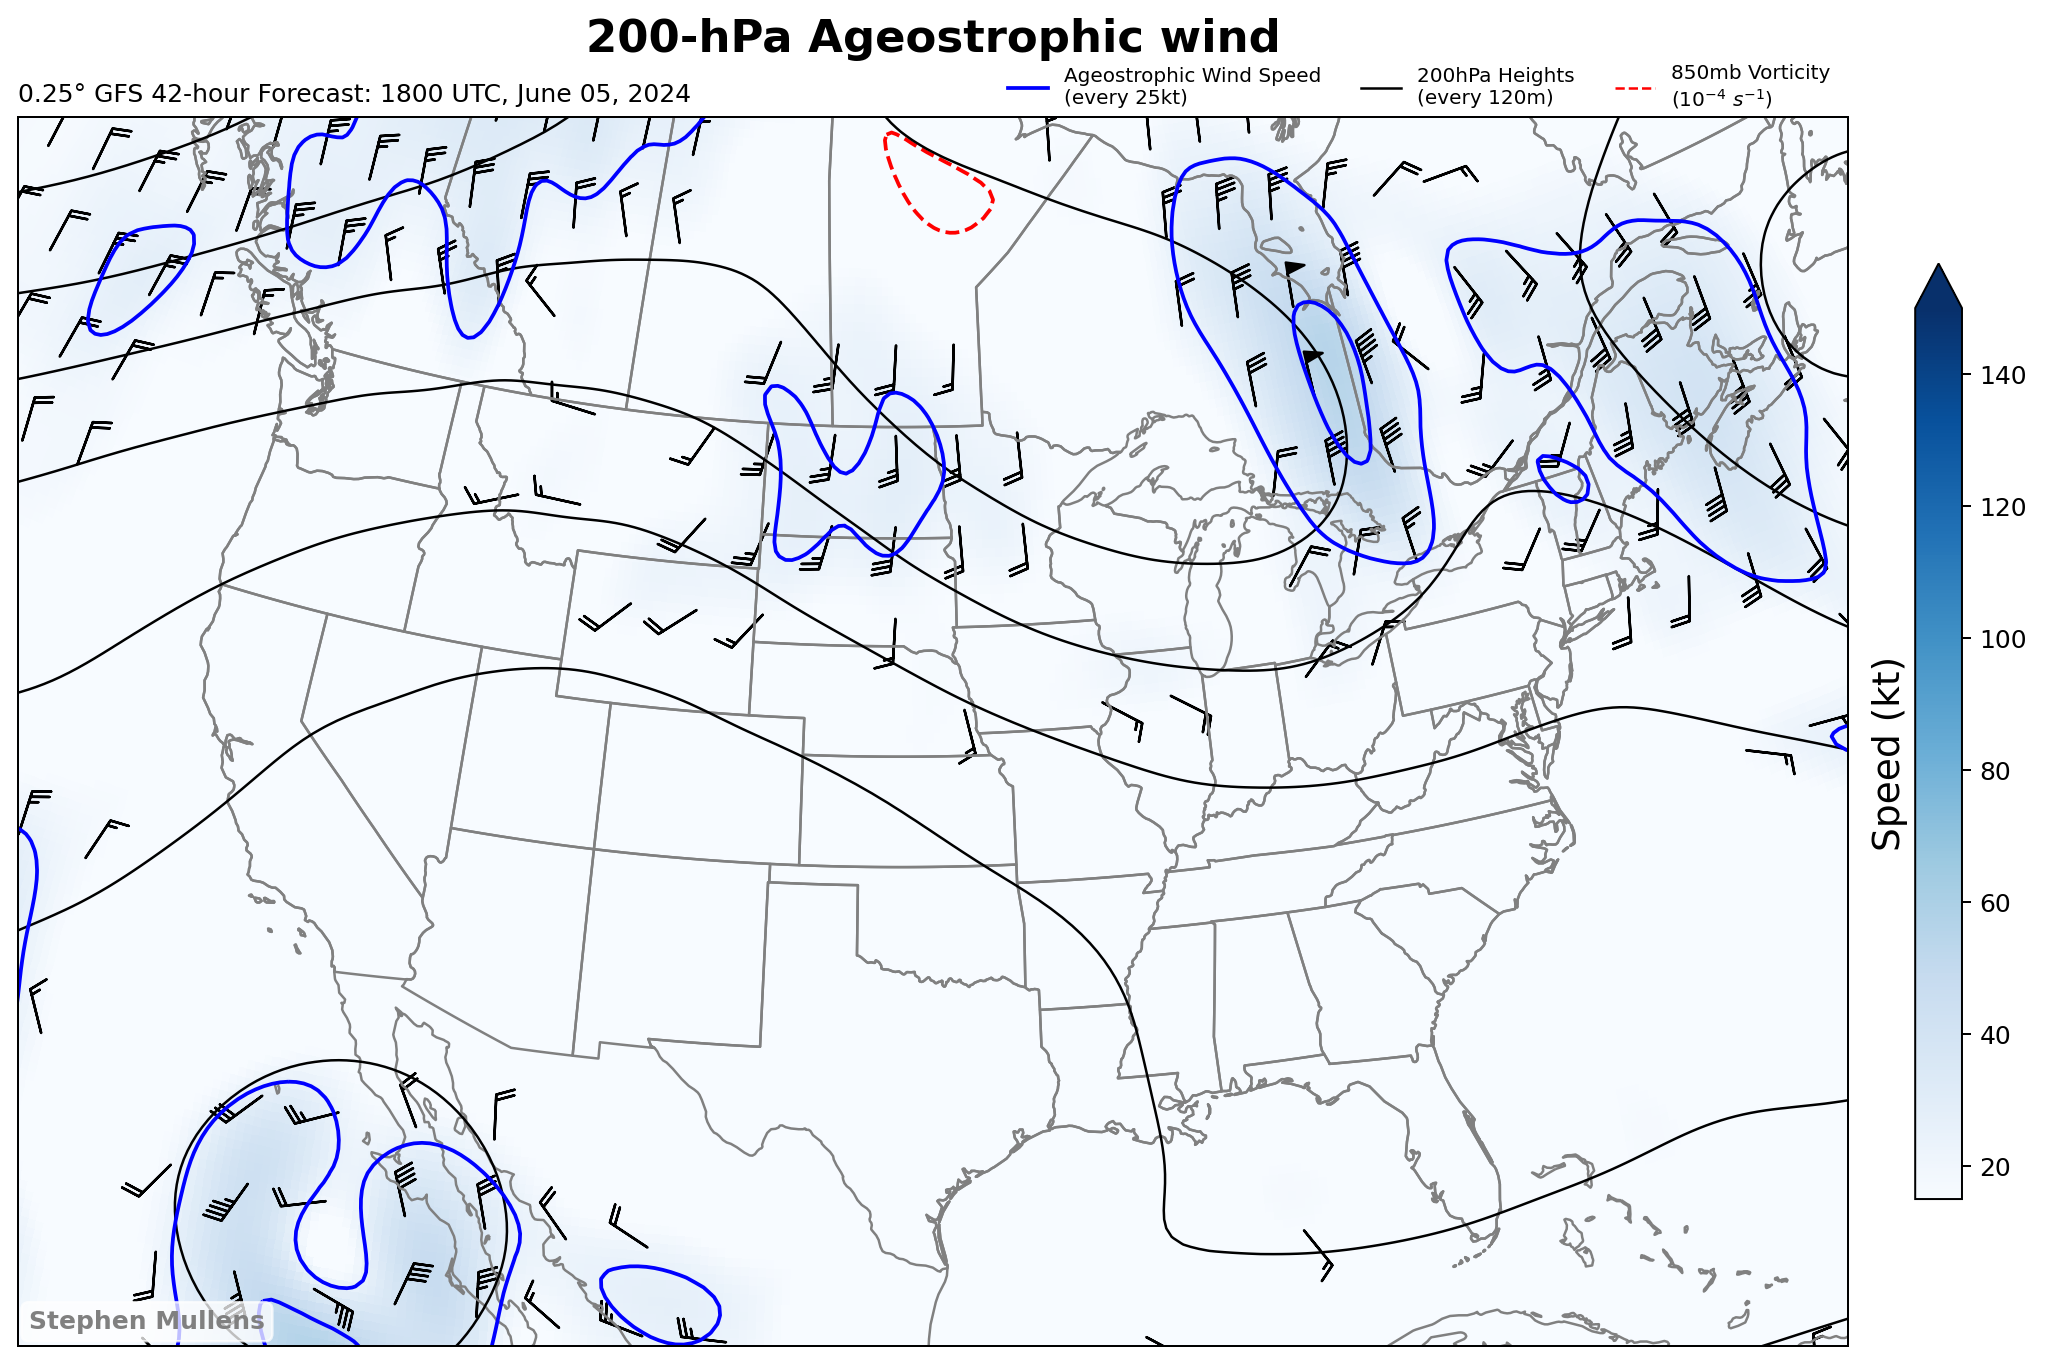 200-hPa Ageostrophic wind
0.25° GFS 42-hour Forecast: 1800 UTC, June 05, 2024
Ageostrophic Wind Speed
(every 25kt)
200hPa Heights
(every 120m)
850mb Vorticity
(10⁻⁴ s⁻¹)
140
120
100
80
60
40
20
Speed (kt)
Stephen Mullens